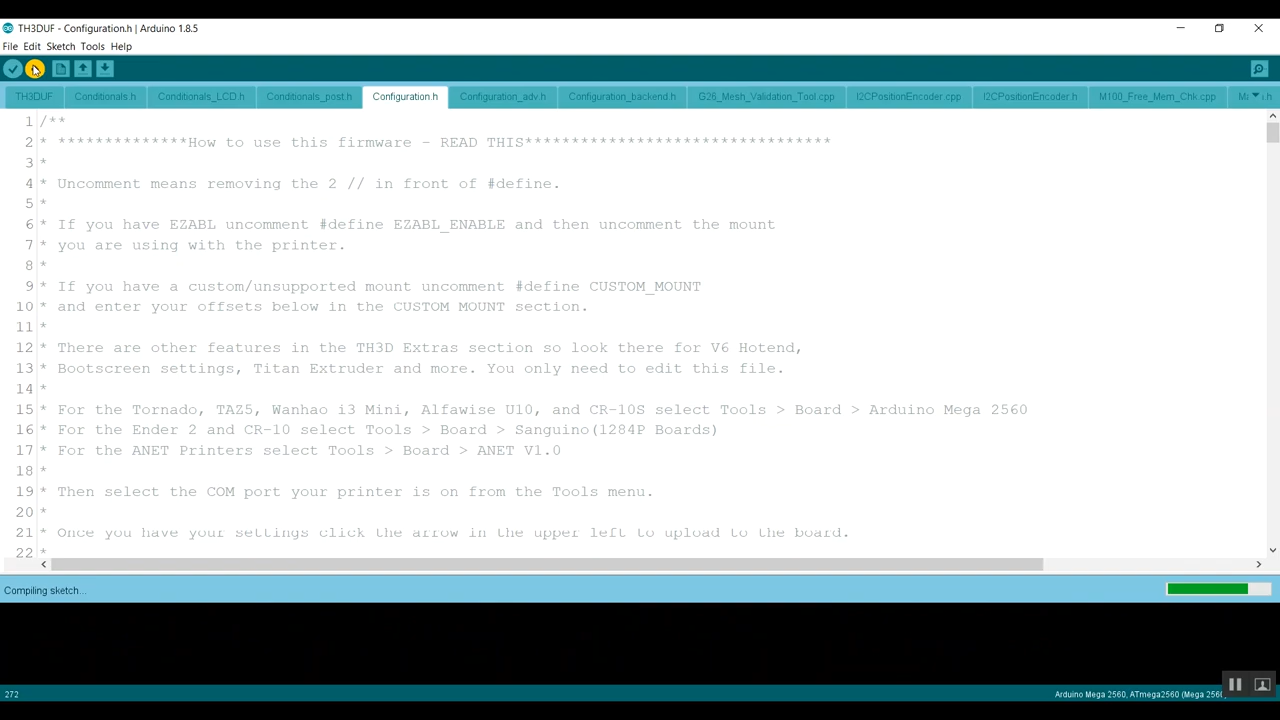 TH3DUF - Configuration.h | Arduino 1.8.5
File Edit Sketch Tools Help
TH3DUF Conditionals.h Conditionals_LCD.h Conditionals_post.h Configuration.h Configuration_adv.h Configuration_backend.h G26_Mesh_Validation_Tool.cpp I2CPositionEncoder.cpp I2CPositionEncoder.h M100_Free_Mem_Chk.cpp
1 /**
2 * **************How to use this firmware - READ THIS*********************************
3 *
4 * Uncomment means removing the 2 // in front of #define.
5 *
6 * If you have EZABL uncomment #define EZABL_ENABLE and then uncomment the mount
7 * you are using with the printer.
8 *
9 * If you have a custom/unsupported mount uncomment #define CUSTOM_MOUNT
10 * and enter your offsets below in the CUSTOM MOUNT section.
11 *
12 * There are other features in the TH3D Extras section so look there for V6 Hotend,
13 * Bootscreen settings, Titan Extruder and more. You only need to edit this file.
14 *
15 * For the Tornado, TAZ5, Wanhao i3 Mini, Alfawise U10, and CR-10S select Tools > Board > Arduino Mega 2560
16 * For the Ender 2 and CR-10 select Tools > Board > Sanguino(1284P Boards)
17 * For the ANET Printers select Tools > Board > ANET V1.0
18 *
19 * Then select the COM port your printer is on from the Tools menu.
20 *
21 * Once you have your settings click the arrow in the upper left to upload to the board.
22 *
Compiling sketch...
272 Arduino Mega 2560, ATmega2560 (Mega 2560